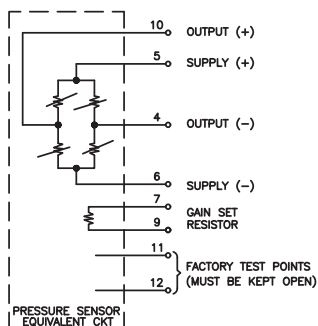 10 OUTPUT (+)
5 SUPPLY (+)
4 OUTPUT (−)
6 SUPPLY (−)
7
9
GAIN SET
RESISTOR
11
12
FACTORY TEST POINTS
(MUST BE KEPT OPEN)
PRESSURE SENSOR
EQUIVALENT CKT